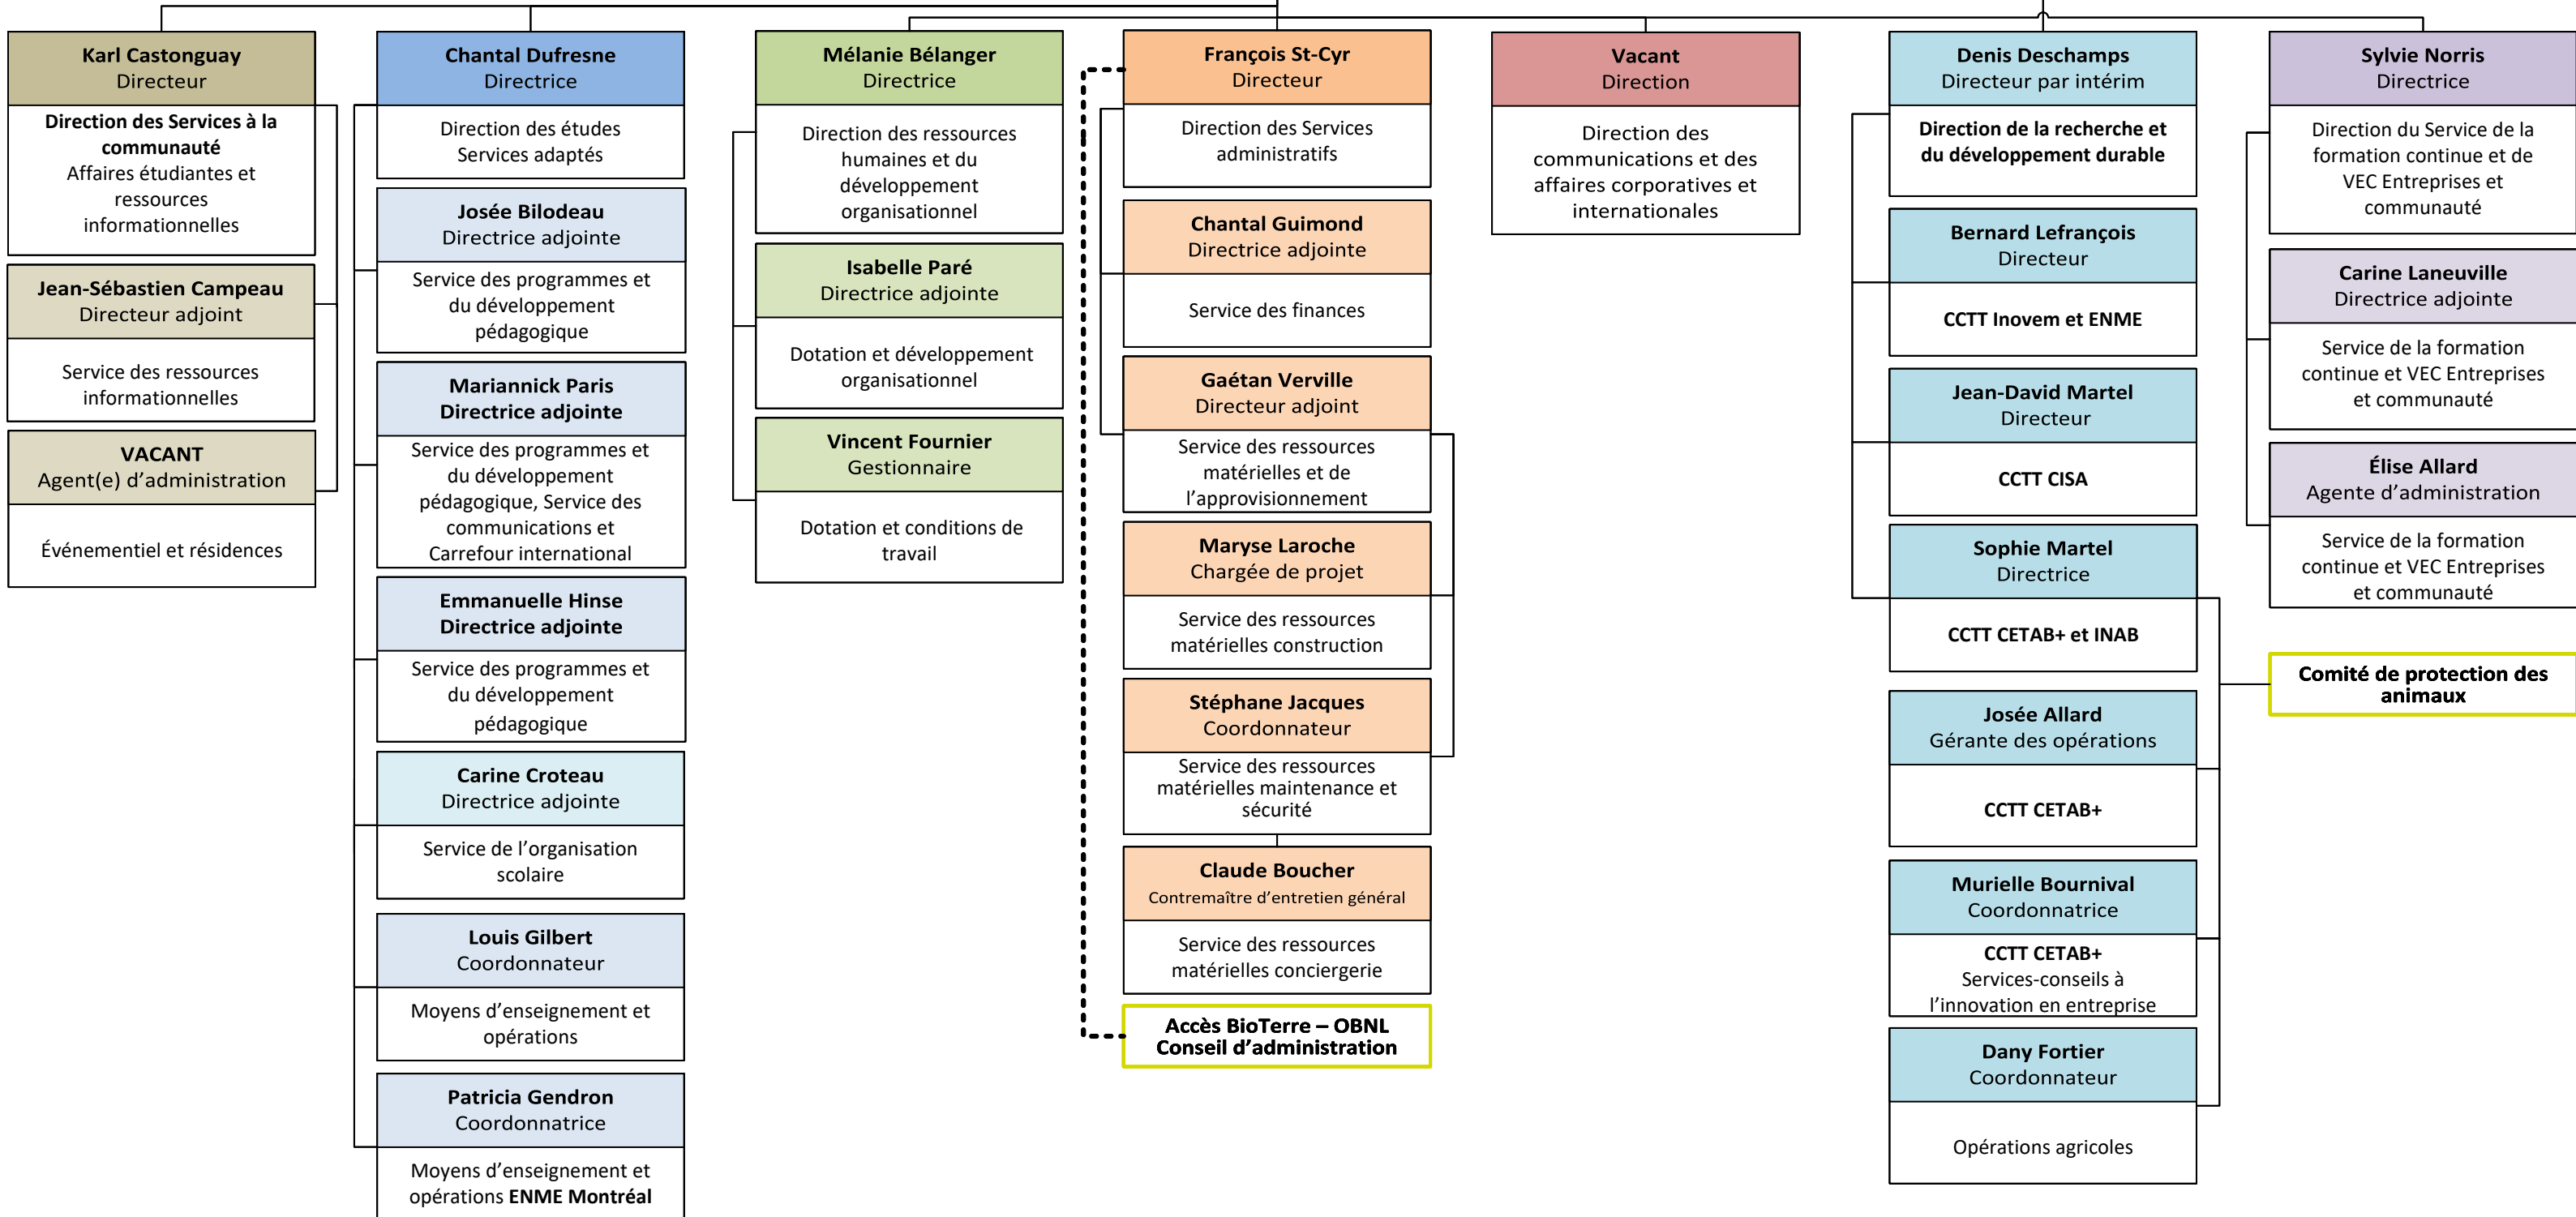 Karl Castonguay
Directeur
Direction des Services à la
communauté
Affaires étudiantes et
ressources
informationnelles
Jean-Sébastien Campeau
Directeur adjoint
Service des ressources
informationnelles
VACANT
Agent(e) d’administration
Événementiel et résidences
Chantal Dufresne
Directrice
Direction des études
Services adaptés
Josée Bilodeau
Directrice adjointe
Service des programmes et
du développement
pédagogique
Mariannick Paris
Directrice adjointe
Service des programmes et
du développement
pédagogique, Service des
communications et
Carrefour international
Emmanuelle Hinse
Directrice adjointe
Service des programmes et
du développement
pédagogique
Carine Croteau
Directrice adjointe
Service de l’organisation
scolaire
Louis Gilbert
Coordonnateur
Moyens d’enseignement et
opérations
Patricia Gendron
Coordonnatrice
Moyens d’enseignement et
opérations ENME Montréal
Mélanie Bélanger
Directrice
Direction des ressources
humaines et du
développement
organisationnel
Isabelle Paré
Directrice adjointe
Dotation et développement
organisationnel
Vincent Fournier
Gestionnaire
Dotation et conditions de
travail
François St-Cyr
Directeur
Direction des Services
administratifs
Chantal Guimond
Directrice adjointe
Service des finances
Gaétan Verville
Directeur adjoint
Service des ressources
matérielles et de
l’approvisionnement
Maryse Laroche
Chargée de projet
Service des ressources
matérielles construction
Stéphane Jacques
Coordonnateur
Service des ressources
matérielles maintenance et
sécurité
Claude Boucher
Contremaître d’entretien général
Service des ressources
matérielles conciergerie
Accès BioTerre – OBNL
Conseil d’administration
Vacant
Direction
Direction des
communications et des
affaires corporatives et
internationales
Denis Deschamps
Directeur par intérim
Direction de la recherche et
du développement durable
Bernard Lefrançois
Directeur
CCTT Inovem et ENME
Jean-David Martel
Directeur
CCTT CISA
Sophie Martel
Directrice
CCTT CETAB+ et INAB
Josée Allard
Gérante des opérations
CCTT CETAB+
Murielle Bournival
Coordonnatrice
CCTT CETAB+
Services-conseils à
l’innovation en entreprise
Dany Fortier
Coordonnateur
Opérations agricoles
Sylvie Norris
Directrice
Direction du Service de la
formation continue et de
VEC Entreprises et
communauté
Carine Laneuville
Directrice adjointe
Service de la formation
continue et VEC Entreprises
et communauté
Élise Allard
Agente d’administration
Service de la formation
continue et VEC Entreprises
et communauté
Comité de protection des
animaux